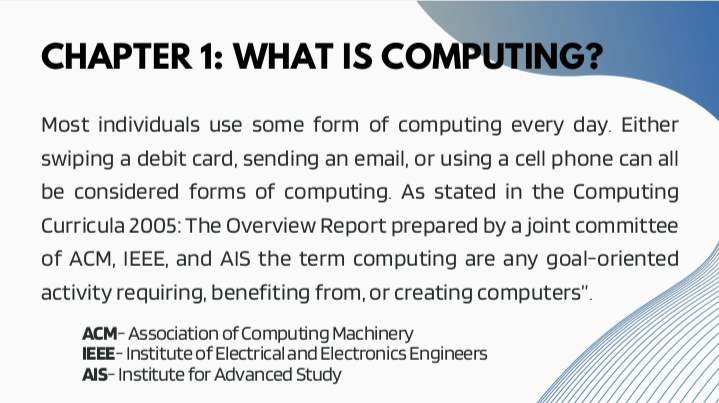 CHAPTER 1: WHAT IS COMPUTING?
Most individuals use some form of computing every day. Either
swiping a debit card, sending an email, or using a cell phone can all
be considered forms of computing. As stated in the Computing
Curricula 2005: The Overview Report prepared by a joint committee
of ACM, IEEE, and AIS the term computing are any goal-oriented
activity requiring, benefiting from, or creating computers”.
ACM- Association of Computing Machinery
IEEE- Institute of Electrical and Electronics Engineers
AIS- Institute for Advanced Study